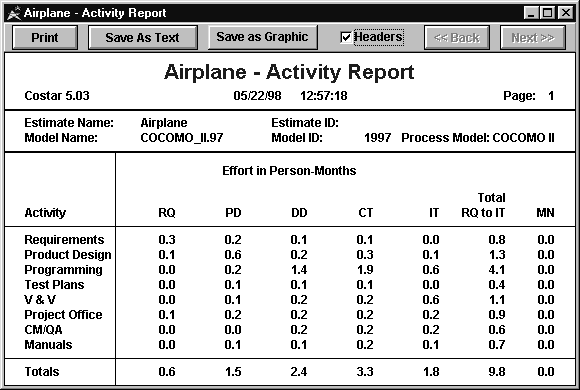 Airplane - Activity Report
Print Save As Text Save as Graphic Headers << Back Next >>
Airplane - Activity Report
Costar 5.03 05/22/98 12:57:18 Page: 1
Estimate Name: Airplane Estimate ID:
Model Name: COCOMO_II.97 Model ID: 1997 Process Model: COCOMO II
Effort in Person-Months
Total
Activity RQ PD DD CT IT RQ to IT MN
Requirements 0.3 0.2 0.1 0.1 0.0 0.8 0.0
Product Design 0.1 0.6 0.2 0.3 0.1 1.3 0.0
Programming 0.0 0.2 1.4 1.9 0.6 4.1 0.0
Test Plans 0.0 0.1 0.1 0.1 0.0 0.4 0.0
V & V 0.0 0.1 0.2 0.2 0.6 1.1 0.0
Project Office 0.1 0.2 0.2 0.2 0.2 0.9 0.0
CM/QA 0.0 0.0 0.2 0.2 0.2 0.6 0.0
Manuals 0.0 0.1 0.1 0.2 0.1 0.7 0.0
Totals 0.6 1.5 2.4 3.3 1.8 9.8 0.0